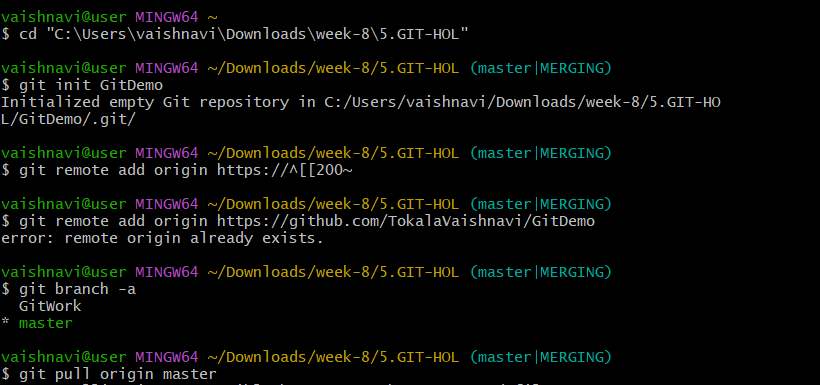 vaishnavi@user MINGW64 ~
$ cd "C:\Users\vaishnavi\Downloads\week-8\5.GIT-HOL"
vaishnavi@user MINGW64 ~/Downloads/week-8/5.GIT-HOL (master|MERGING)
$ git init GitDemo
Initialized empty Git repository in C:/Users/vaishnavi/Downloads/week-8/5.GIT-HO
L/GitDemo/.git/
vaishnavi@user MINGW64 ~/Downloads/week-8/5.GIT-HOL (master|MERGING)
$ git remote add origin https://^[[200~
vaishnavi@user MINGW64 ~/Downloads/week-8/5.GIT-HOL (master|MERGING)
$ git remote add origin https://github.com/TokalaVaishnavi/GitDemo
error: remote origin already exists.
vaishnavi@user MINGW64 ~/Downloads/week-8/5.GIT-HOL (master|MERGING)
$ git branch -a
GitWork
* master
vaishnavi@user MINGW64 ~/Downloads/week-8/5.GIT-HOL (master|MERGING)
$ git pull origin master